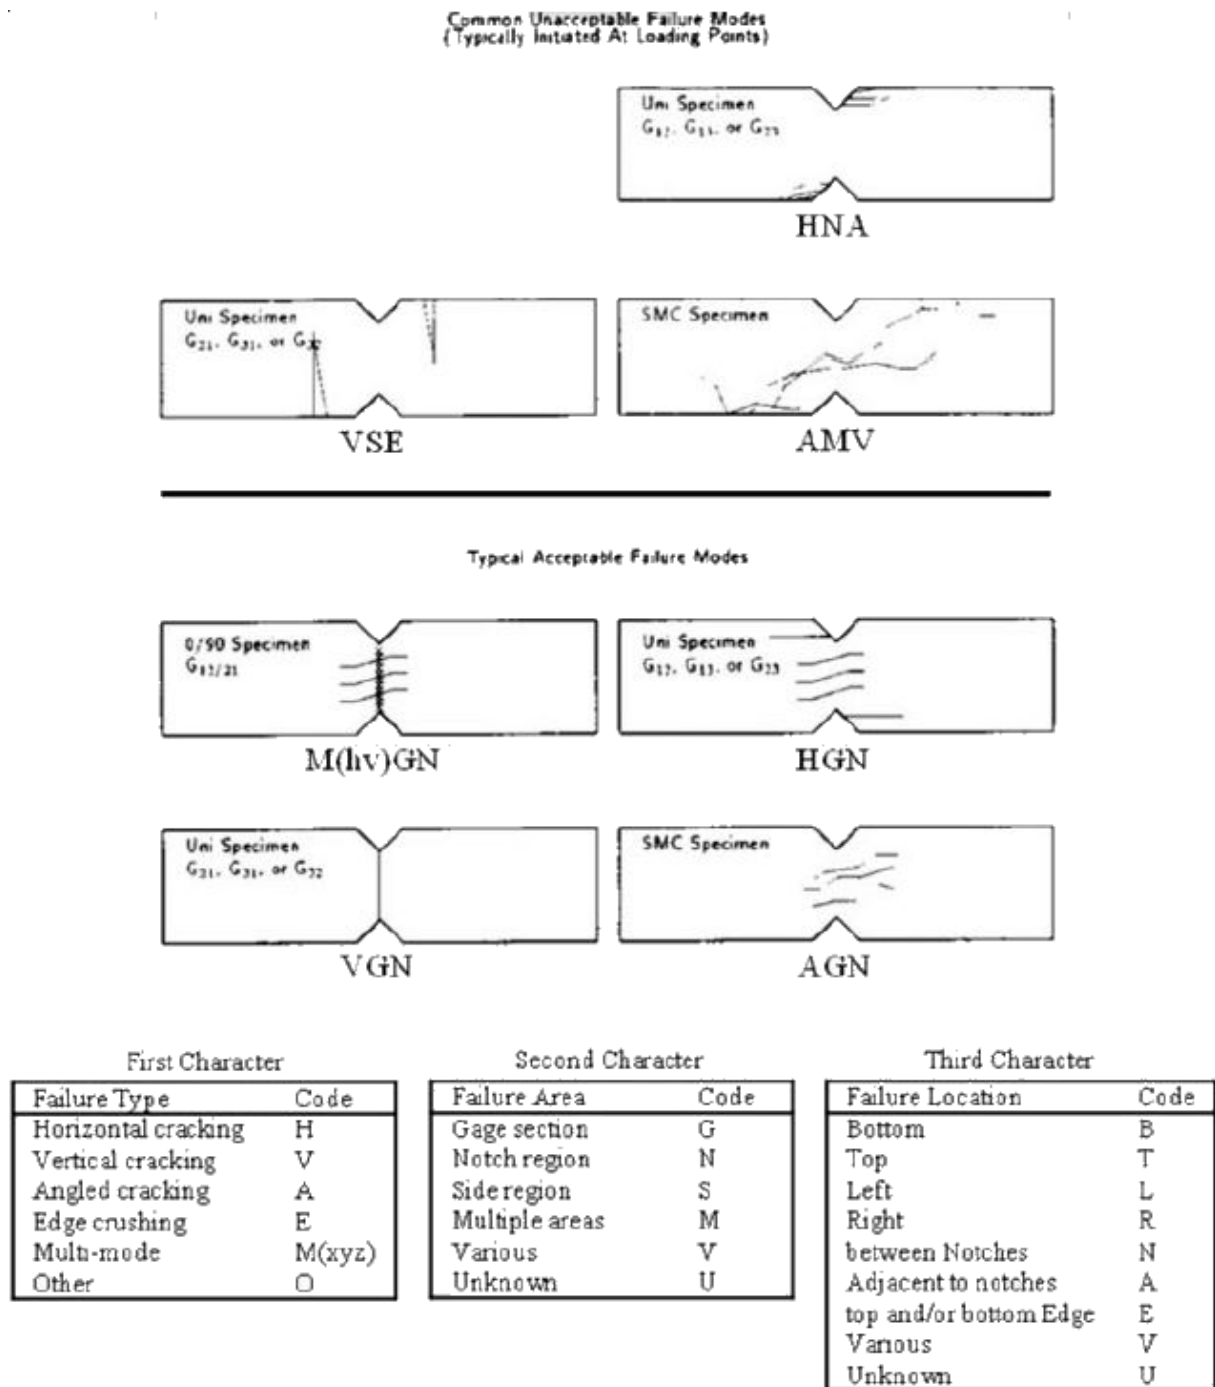 Common Unacceptable Failure Modes
(Typically Initiated At Loading Points)
Uni Specimen
G12, G13, or G23
HNA
Uni Specimen
G21, G31, or G32
VSE
SMC Specimen
AMV
Typical Acceptable Failure Modes
0/90 Specimen
G12/21
M(hv)GN
Uni Specimen
G12, G13, or G23
HGN
Uni Specimen
G21, G31, or G32
VGN
SMC Specimen
AGN
First Character
Failure Type Code
Horizontal cracking H
Vertical cracking V
Angled cracking A
Edge crushing E
Multi-mode M(xyz)
Other O
Second Character
Failure Area Code
Gage section G
Notch region N
Side region S
Multiple areas M
Various V
Unknown U
Third Character
Failure Location Code
Bottom B
Top T
Left L
Right R
between Notches N
Adjacent to notches A
top and/or bottom Edge E
Various V
Unknown U